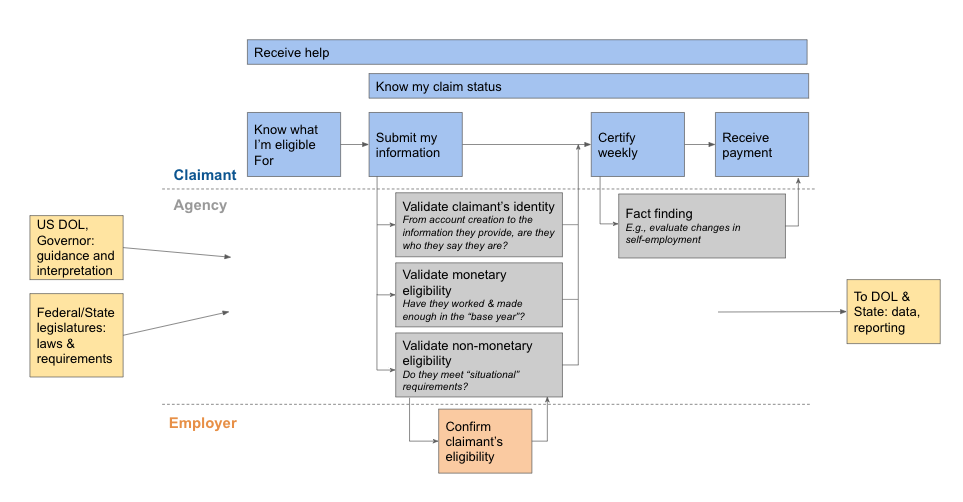 Receive help
Know my claim status
Know what
I'm eligible
For
Submit my
information
Certify
weekly
Receive
payment
Claimant
Agency
Validate claimant's identity
From account creation to the
information they provide, are they
who they say they are?
Fact finding
E.g., evaluate changes in
self-employment
US DOL,
Governor:
guidance and
interpretation
Validate monetary
eligibility
Have they worked & made
enough in the “base year”?
Federal/State
legislatures:
laws &
requirements
To DOL &
State: data,
reporting
Validate non-monetary
eligibility
Do they meet “situational”
requirements?
Employer
Confirm
claimant's
eligibility